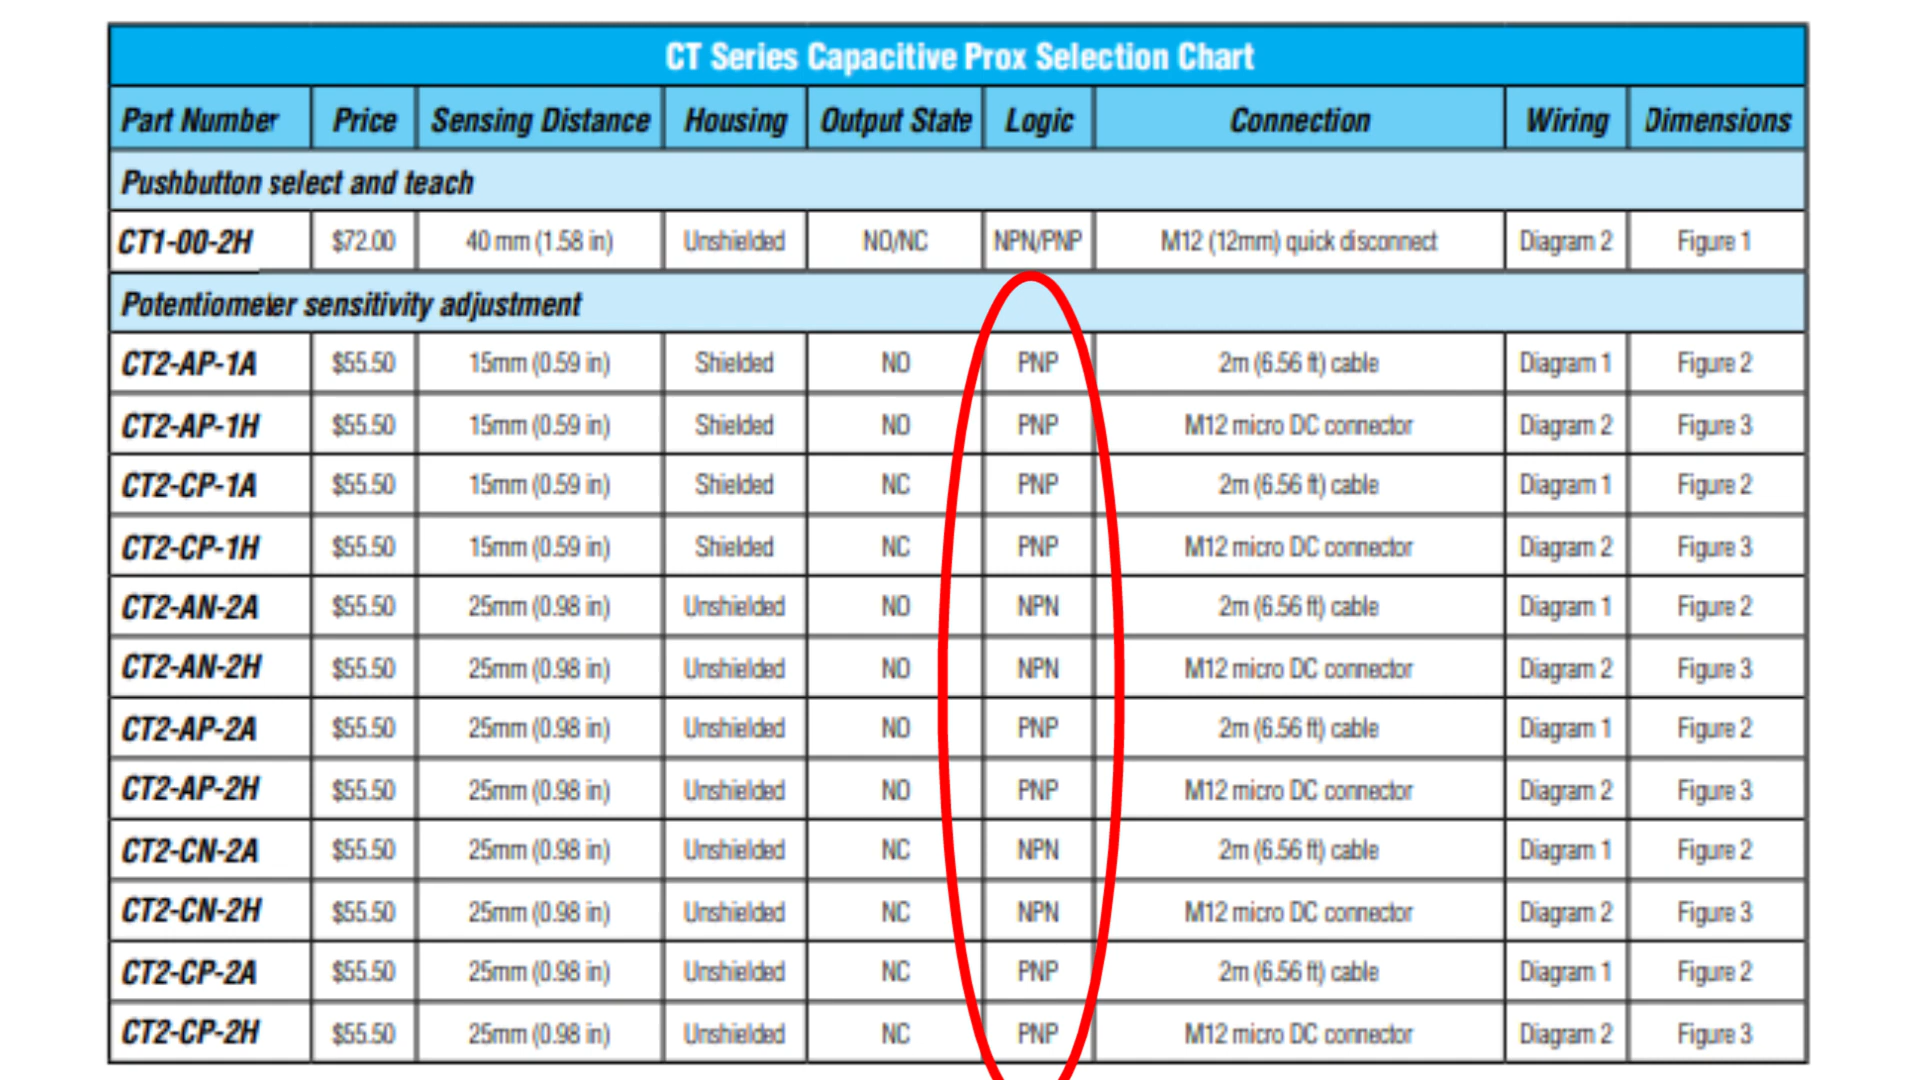 CT Series Capacitive Prox Selection Chart
Part Number Price Sensing Distance Housing Output State Logic Connection Wiring Dimensions
Pushbutton select and teach
CT1-00-2H $72.00 40 mm (1.58 in) Unshielded NO/NC NPN/PNP M12 (12mm) quick disconnect Diagram 2 Figure 1
Potentiometer sensitivity adjustment
CT2-AP-1A $55.50 15mm (0.59 in) Shielded NO PNP 2m (6.56 ft) cable Diagram 1 Figure 2
CT2-AP-1H $55.50 15mm (0.59 in) Shielded NO PNP M12 micro DC connector Diagram 2 Figure 3
CT2-CP-1A $55.50 15mm (0.59 in) Shielded NC PNP 2m (6.56 ft) cable Diagram 1 Figure 2
CT2-CP-1H $55.50 15mm (0.59 in) Shielded NC PNP M12 micro DC connector Diagram 2 Figure 3
CT2-AN-2A $55.50 25mm (0.98 in) Unshielded NO NPN 2m (6.56 ft) cable Diagram 1 Figure 2
CT2-AN-2H $55.50 25mm (0.98 in) Unshielded NO NPN M12 micro DC connector Diagram 2 Figure 3
CT2-AP-2A $55.50 25mm (0.98 in) Unshielded NO PNP 2m (6.56 ft) cable Diagram 1 Figure 2
CT2-AP-2H $55.50 25mm (0.98 in) Unshielded NO PNP M12 micro DC connector Diagram 2 Figure 3
CT2-CN-2A $55.50 25mm (0.98 in) Unshielded NC NPN 2m (6.56 ft) cable Diagram 1 Figure 2
CT2-CN-2H $55.50 25mm (0.98 in) Unshielded NC NPN M12 micro DC connector Diagram 2 Figure 3
CT2-CP-2A $55.50 25mm (0.98 in) Unshielded NC PNP 2m (6.56 ft) cable Diagram 1 Figure 2
CT2-CP-2H $55.50 25mm (0.98 in) Unshielded NC PNP M12 micro DC connector Diagram 2 Figure 3